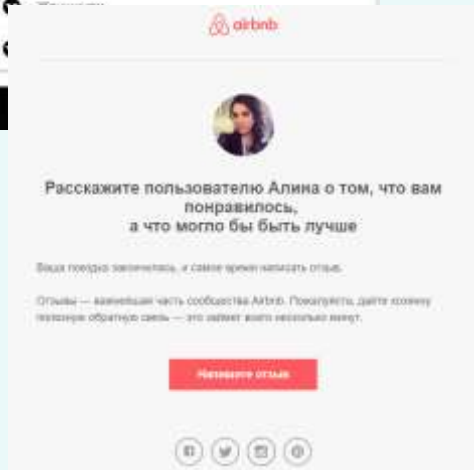 airbnb
Расскажите пользователю Алина о том, что вам
понравилось,
а что могло бы быть лучше
Ваша поездка закончилась, и самое время написать отзыв.
Отзывы — важнейшая часть сообщества Airbnb. Пожалуйста, дайте хозяину
полезную обратную связь — это займет всего несколько минут.
Напишите отзыв